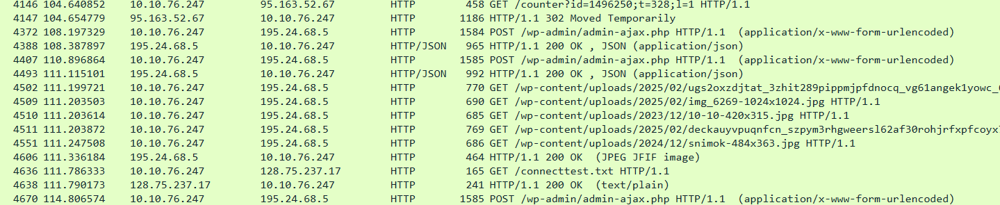 4146 104.640852 10.10.76.247 95.163.52.67 HTTP 458 GET /counter?id=1496250;t=328;l=1 HTTP/1.1
4147 104.654779 95.163.52.67 10.10.76.247 HTTP 1186 HTTP/1.1 302 Moved Temporarily
4372 108.197329 10.10.76.247 195.24.68.5 HTTP 1584 POST /wp-admin/admin-ajax.php HTTP/1.1 (application/x-www-form-urlencoded)
4388 108.387897 195.24.68.5 10.10.76.247 HTTP/JSON 965 HTTP/1.1 200 OK , JSON (application/json)
4407 110.896864 10.10.76.247 195.24.68.5 HTTP 1585 POST /wp-admin/admin-ajax.php HTTP/1.1 (application/x-www-form-urlencoded)
4493 111.115101 195.24.68.5 10.10.76.247 HTTP/JSON 992 HTTP/1.1 200 OK , JSON (application/json)
4502 111.199721 10.10.76.247 195.24.68.5 HTTP 770 GET /wp-content/uploads/2025/02/ugs2oxzdjtat_3zhit289pippmjpfdnocq_vg61angek1yowc_
4509 111.203503 10.10.76.247 195.24.68.5 HTTP 690 GET /wp-content/uploads/2025/02/img_6269-1024x1024.jpg HTTP/1.1
4510 111.203614 10.10.76.247 195.24.68.5 HTTP 685 GET /wp-content/uploads/2023/12/10-10-420x315.jpg HTTP/1.1
4511 111.203872 10.10.76.247 195.24.68.5 HTTP 769 GET /wp-content/uploads/2025/02/deckauyvpuqnfcn_szpym3rhgweersl62af30rohjrfxpfcoyx
4551 111.247508 10.10.76.247 195.24.68.5 HTTP 686 GET /wp-content/uploads/2024/12/snimok-484x363.jpg HTTP/1.1
4606 111.336184 195.24.68.5 10.10.76.247 HTTP 464 HTTP/1.1 200 OK (JPEG JFIF image)
4636 111.786333 10.10.76.247 128.75.237.17 HTTP 165 GET /connecttest.txt HTTP/1.1
4638 111.790173 128.75.237.17 10.10.76.247 HTTP 241 HTTP/1.1 200 OK (text/plain)
4670 114.806574 10.10.76.247 195.24.68.5 HTTP 1585 POST /wp-admin/admin-ajax.php HTTP/1.1 (application/x-www-form-urlencoded)